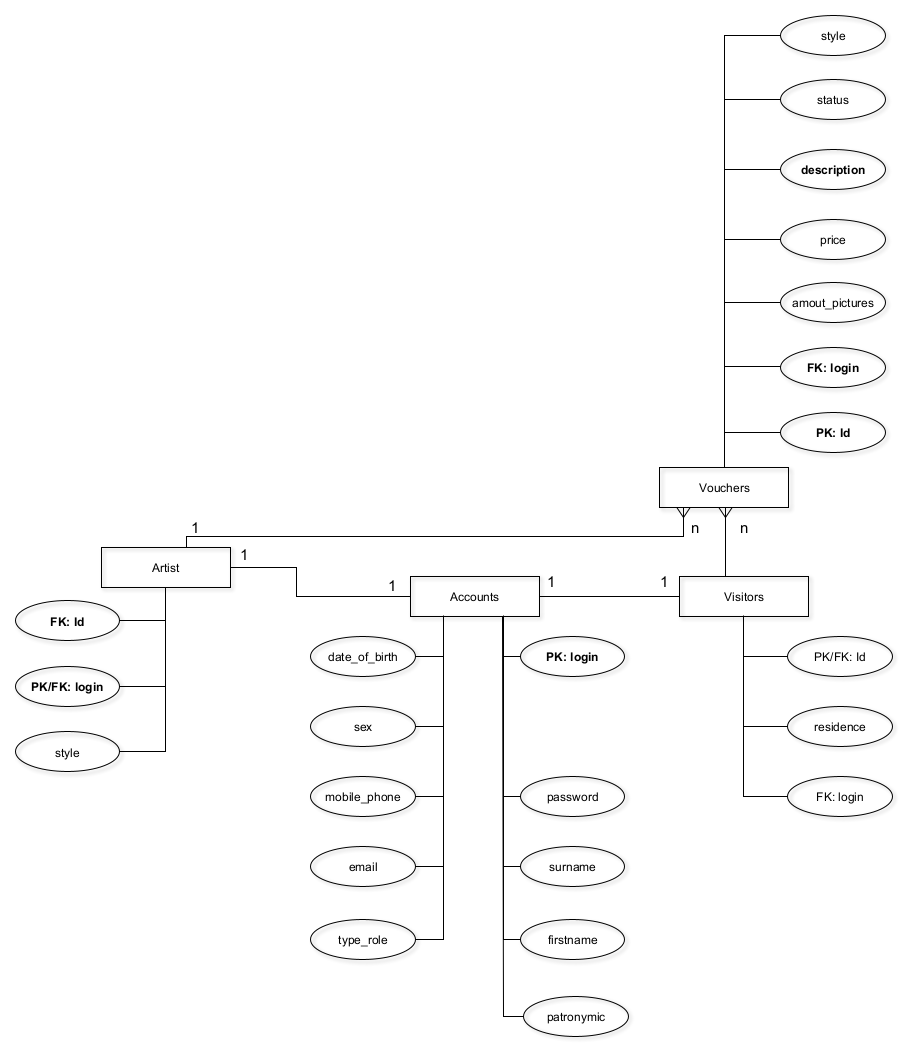 style
status
description
price
amout_pictures
FK: login
PK: Id
Vouchers
1
n
n
Artist
1
1
Accounts
1
1
Visitors
FK: Id
PK/FK: login
style
date_of_birth
sex
mobile_phone
email
type_role
PK: login
password
surname
firstname
patronymic
PK/FK: Id
residence
FK: login